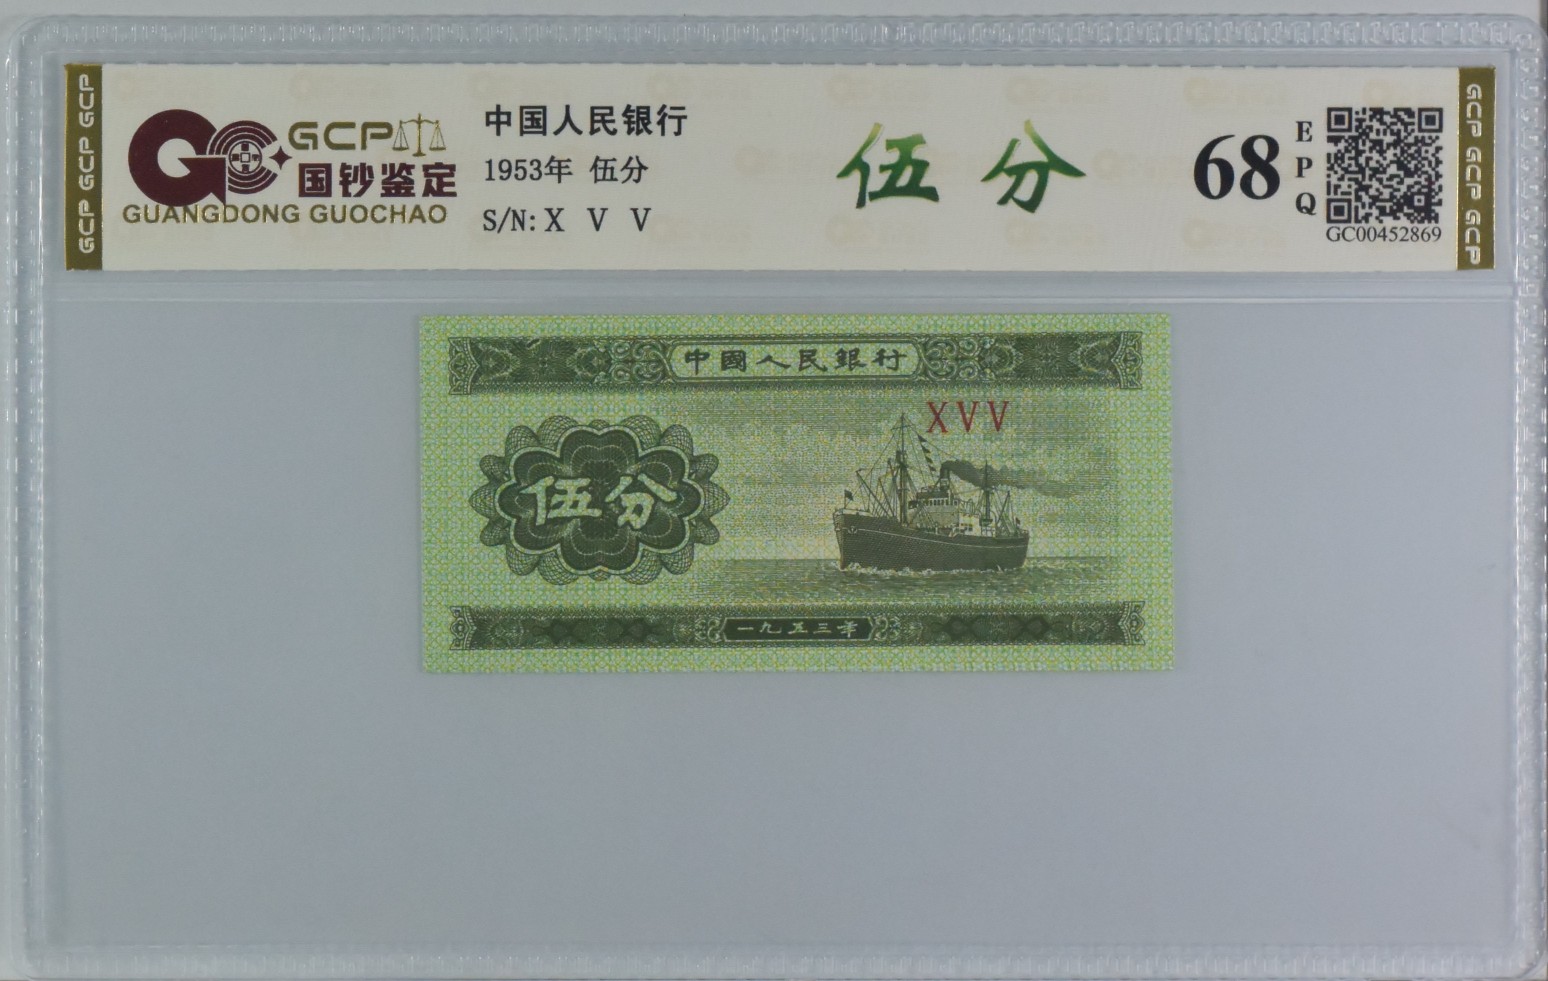 GCP GCP GCP
GCP
国钞鉴定
GUANGDONG GUOCHAO
中国人民银行
1953年 伍分
S/N: X V V
伍分
68
EPQ
GC00452869
GCP GCP GCP
中國人民銀行
XVV
伍分
一九五三年